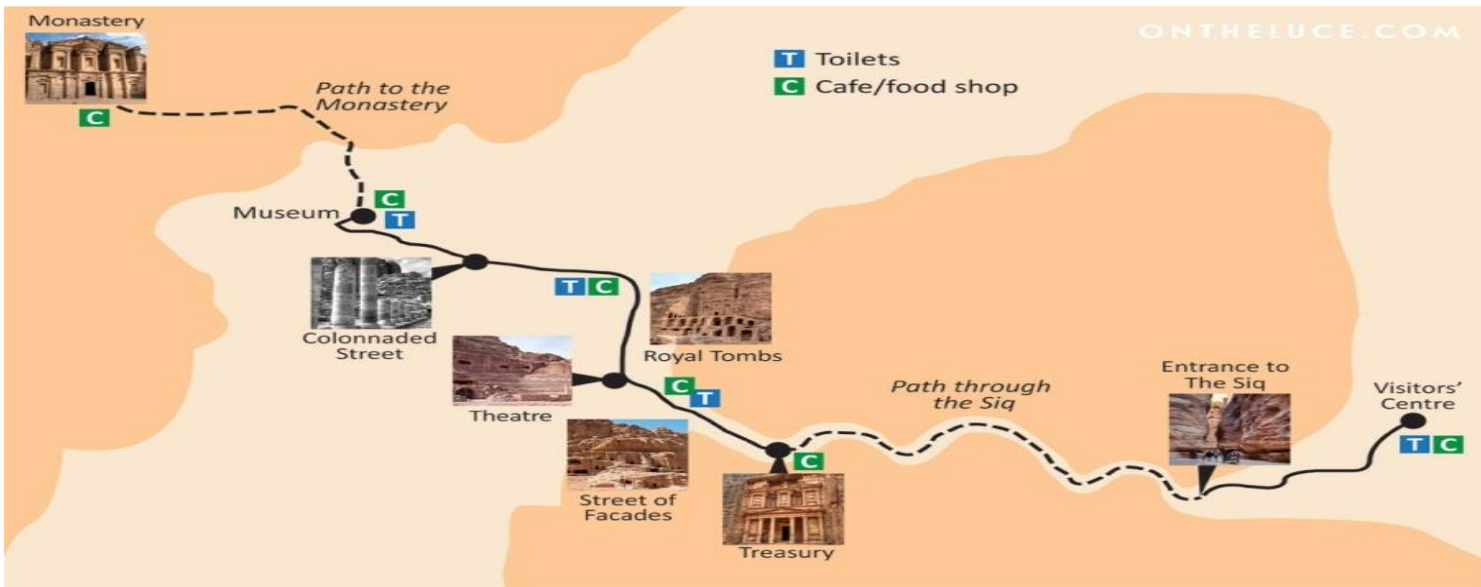 ONTHELUCE.COM
Monastery
T Toilets
C Cafe/food shop
Path to the
Monastery
C
C
Museum
T
T C
Colonnaded
Street
Royal Tombs
Entrance to
The Siq
Visitors'
Centre
Path through
the Siq
C
T
Theatre
T C
C
Street of
Facades
Treasury